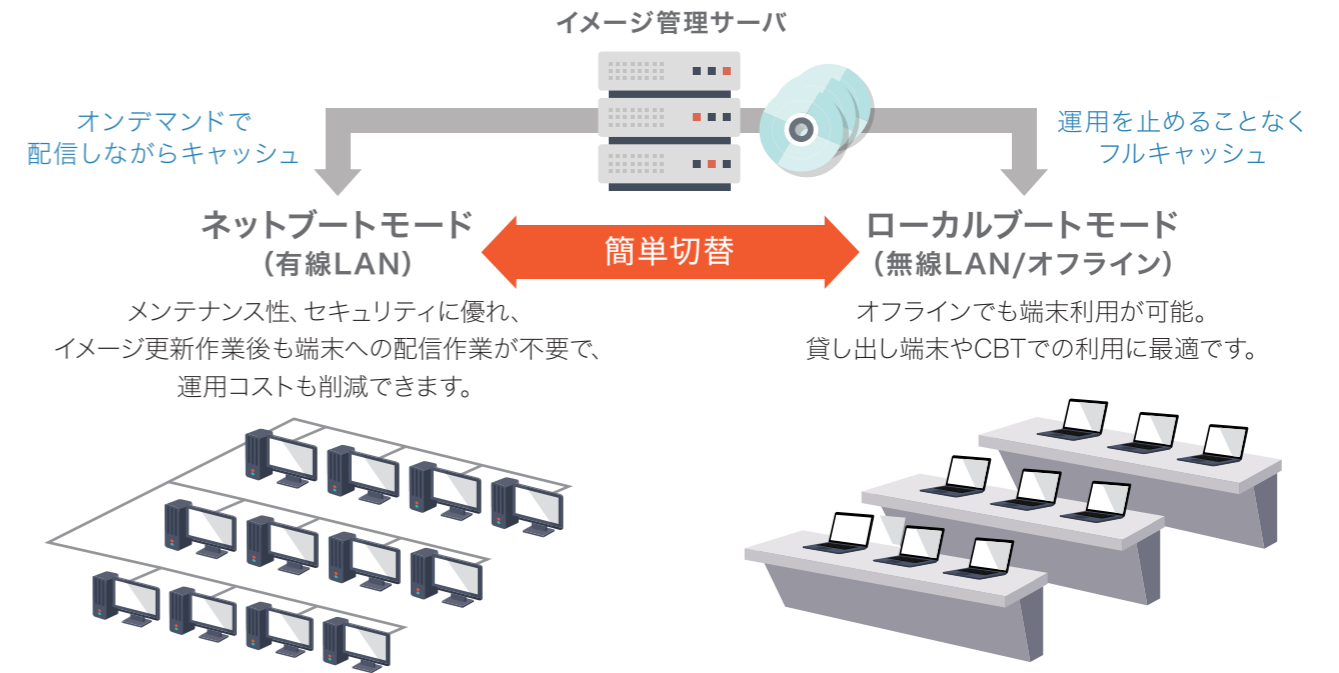 イメージ管理サーバ
オンデマンドで
配信しながらキャッシュ
運用を止めることなく
フルキャッシュ
ネットブートモード
(有線LAN)
簡単切替
ローカルブートモード
(無線LAN/オフライン)
メンテナンス性、セキュリティに優れ、
イメージ更新作業後も端末への配信作業が不要で、
運用コストも削減できます。
オフラインでも端末利用が可能。
貸し出し端末やCBTでの利用に最適です。